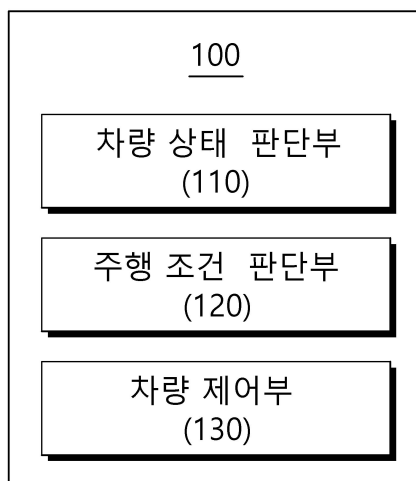 100
차량 상태 판단부
(110)
주행 조건 판단부
(120)
차량 제어부
(130)